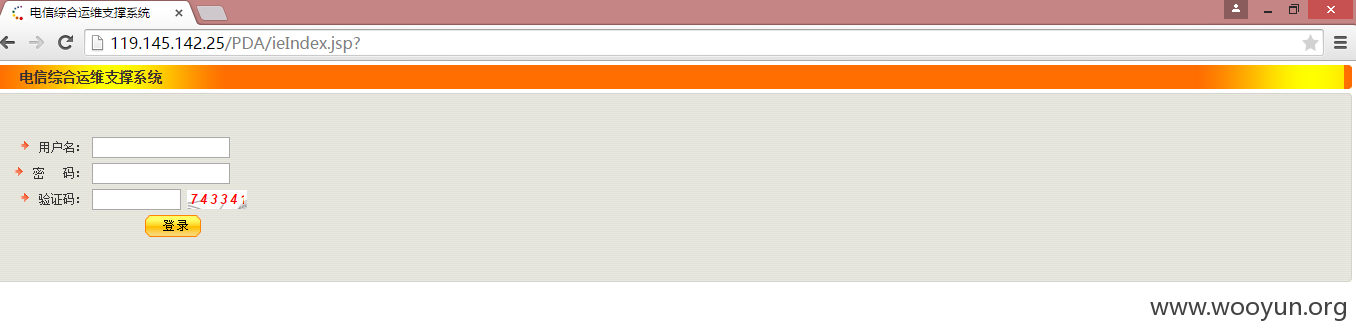 电信综合运维支撑系统
119.145.142.25/PDA/ieIndex.jsp?
电信综合运维支撑系统
用户名：
密 码：
验证码： 743341
登录
www.wooyun.org